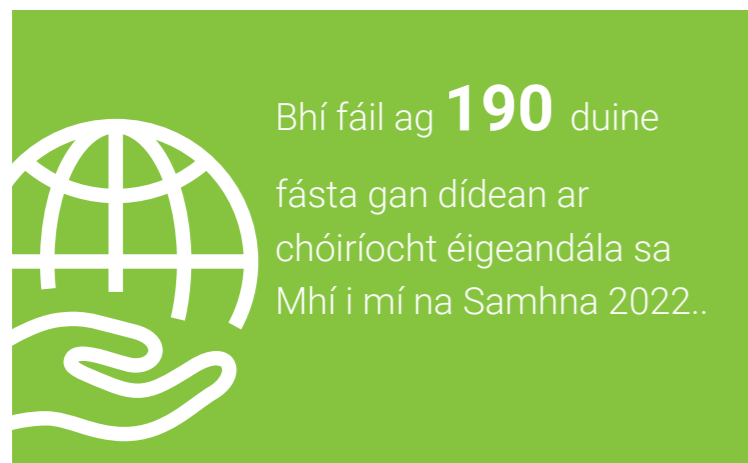 Bhí fáil ag 190 duine
fásta gan dídean ar
chóiríocht éigeandála sa
Mhí i mí na Samhna 2022..